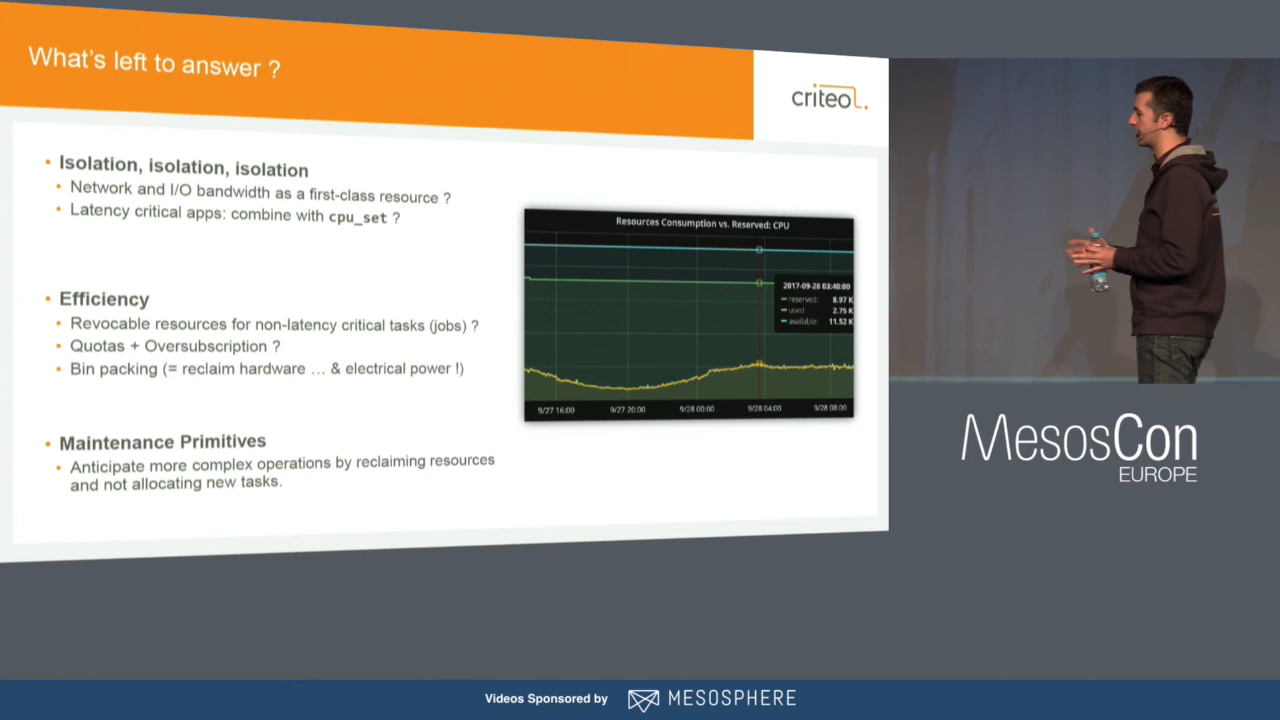 What's left to answer ?
criteo.
• Isolation, isolation, isolation
• Network and I/O bandwidth as a first-class resource ?
• Latency critical apps: combine with cpu_set ?
• Efficiency
• Revocable resources for non-latency critical tasks (jobs) ?
• Quotas + Oversubscription ?
• Bin packing (= reclaim hardware … & electrical power !)
• Maintenance Primitives
• Anticipate more complex operations by reclaiming resources
and not allocating new tasks.
Resources Consumption vs. Reserved: CPU
2017-09-28 03:40:00
reserved: 8.97 K
used: 2.75 K
available: 11.52 K
9/27 16:00 9/27 20:00 9/28 00:00 9/28 04:00 9/28 08:00
MesosCon
EUROPE
Videos Sponsored by MESOSPHERE